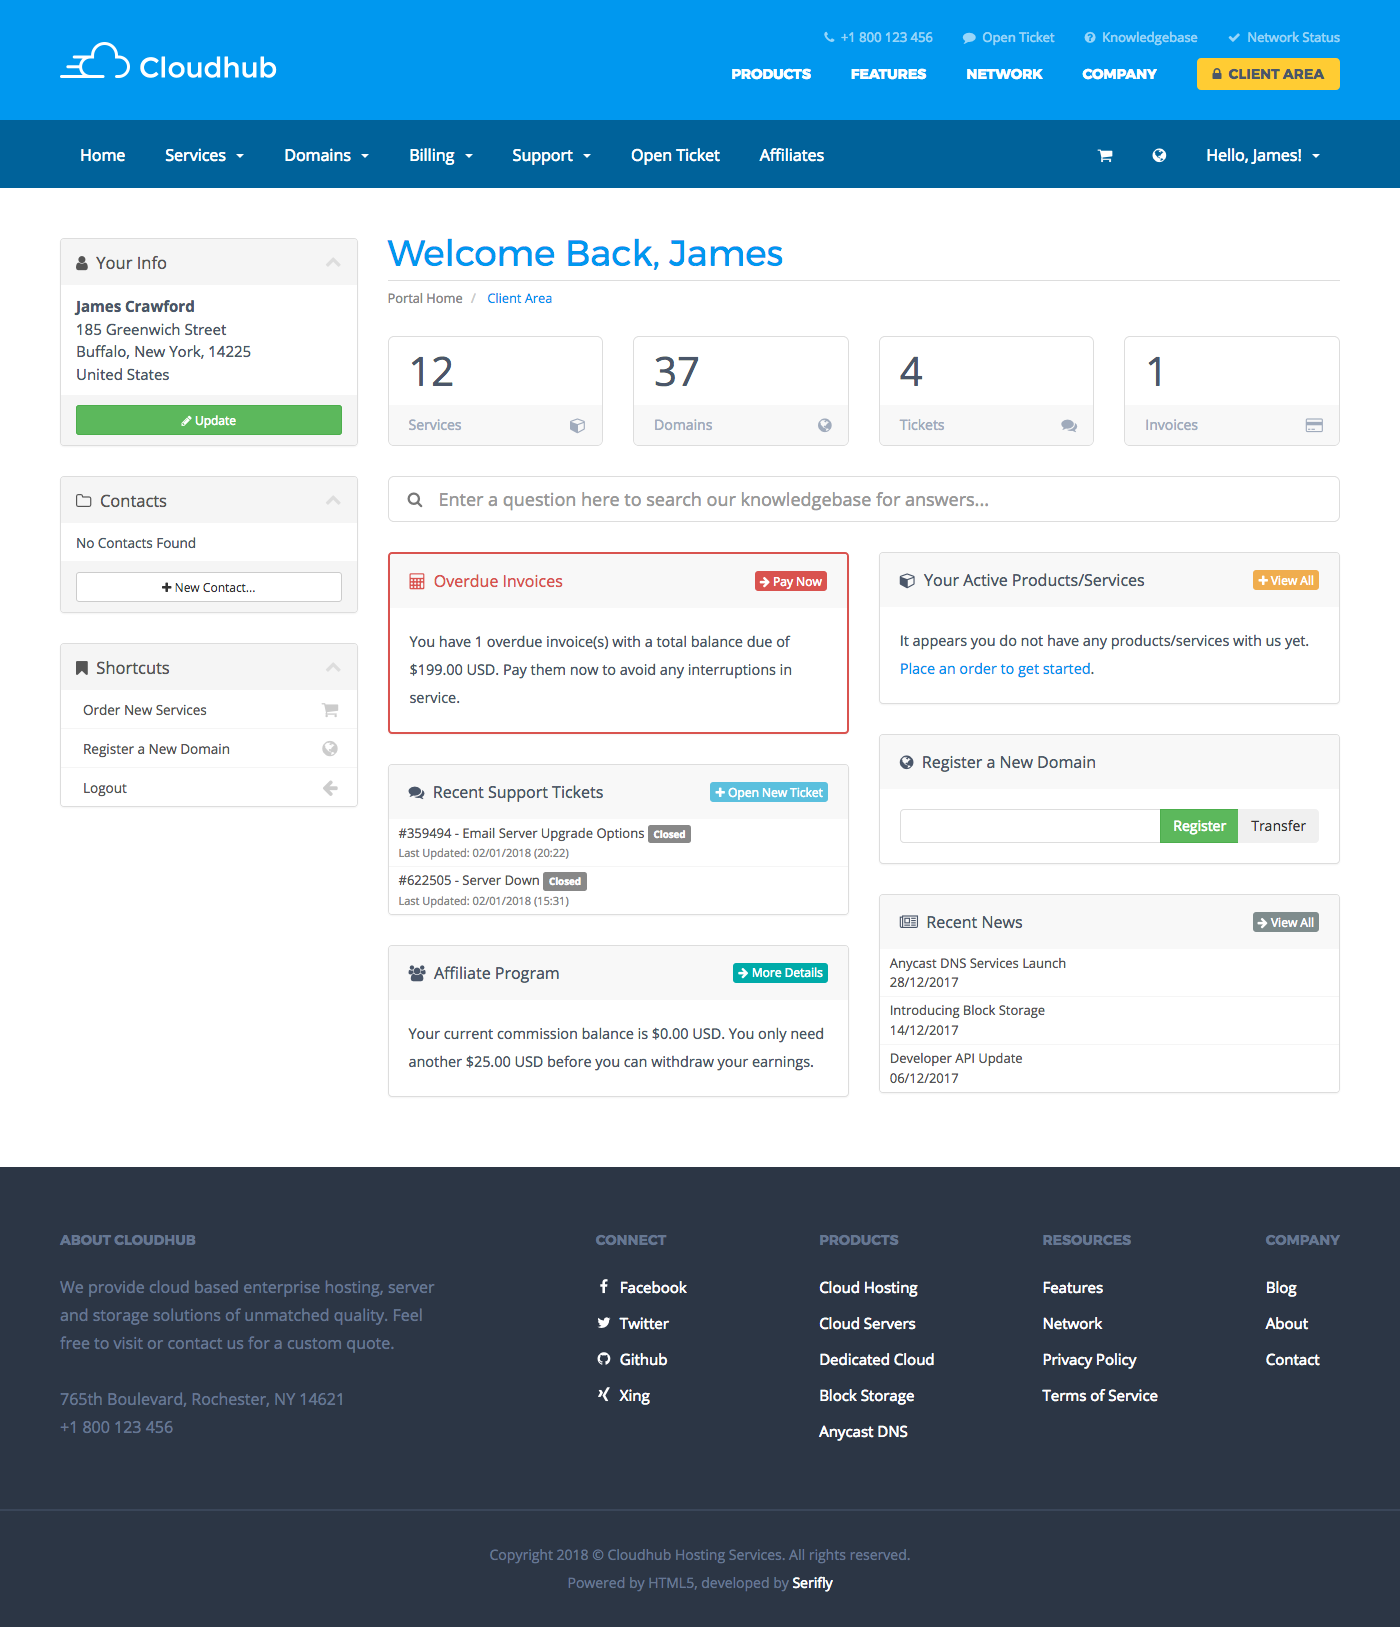 +1 800 123 456 Open Ticket Knowledgebase Network Status
Cloudhub
PRODUCTS FEATURES NETWORK COMPANY CLIENT AREA
Home Services Domains Billing Support Open Ticket Affiliates Hello, James!
Your Info
James Crawford
185 Greenwich Street
Buffalo, New York, 14225
United States
Update
Contacts
No Contacts Found
New Contact...
Shortcuts
Order New Services
Register a New Domain
Logout
Welcome Back, James
Portal Home / Client Area
12
Services
37
Domains
4
Tickets
1
Invoices
Enter a question here to search our knowledgebase for answers...
Overdue Invoices Pay Now
You have 1 overdue invoice(s) with a total balance due of
$199.00 USD. Pay them now to avoid any interruptions in
service.
Recent Support Tickets Open New Ticket
#359494 - Email Server Upgrade Options Closed
Last Updated: 02/01/2018 (20:22)
#622505 - Server Down Closed
Last Updated: 02/01/2018 (15:31)
Affiliate Program More Details
Your current commission balance is $0.00 USD. You only need
another $25.00 USD before you can withdraw your earnings.
Your Active Products/Services View All
It appears you do not have any products/services with us yet.
Place an order to get started.
Register a New Domain
Register Transfer
Recent News View All
Anycast DNS Services Launch
28/12/2017
Introducing Block Storage
14/12/2017
Developer API Update
06/12/2017
ABOUT CLOUDHUB
We provide cloud based enterprise hosting, server
and storage solutions of unmatched quality. Feel
free to visit or contact us for a custom quote.
765th Boulevard, Rochester, NY 14621
+1 800 123 456
CONNECT
Facebook
Twitter
Github
Xing
PRODUCTS
Cloud Hosting
Cloud Servers
Dedicated Cloud
Block Storage
Anycast DNS
RESOURCES
Features
Network
Privacy Policy
Terms of Service
COMPANY
Blog
About
Contact
Copyright 2018 © Cloudhub Hosting Services. All rights reserved.
Powered by HTML5, developed by Serifly